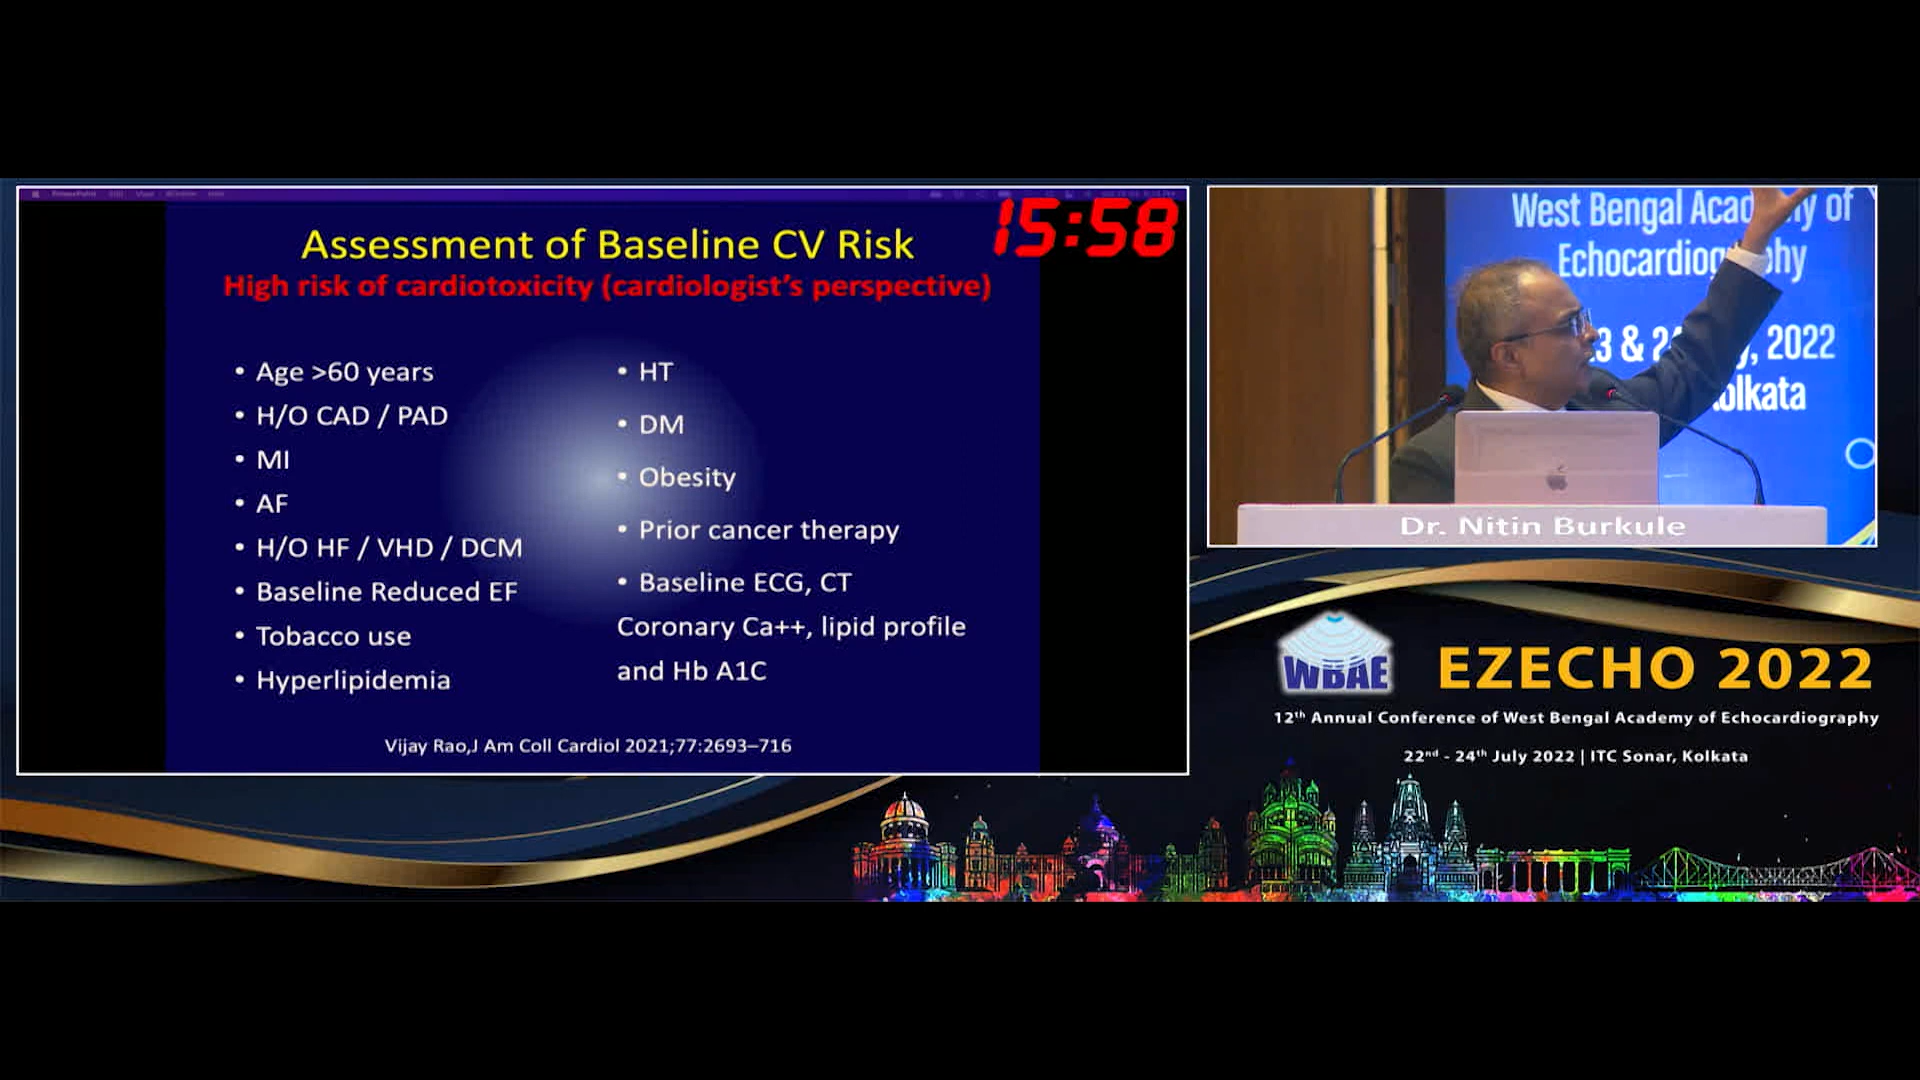 Assessment of Baseline CV Risk
High risk of cardiotoxicity (cardiologist's perspective)
15:58
• Age >60 years
• H/O CAD / PAD
• MI
• AF
• H/O HF / VHD / DCM
• Baseline Reduced EF
• Tobacco use
• Hyperlipidemia
• HT
• DM
• Obesity
• Prior cancer therapy
• Baseline ECG, CT
Coronary Ca++, lipid profile
and Hb A1C
Vijay Rao,J Am Coll Cardiol 2021;77:2693–716
West Bengal of
2022
Dr. Nitin Burkule
WBAE
EZECHO 2022
12th Annual Conference of West Bengal Academy of Echocardiography
22nd - 24th July 2022 | ITC Sonar, Kolkata